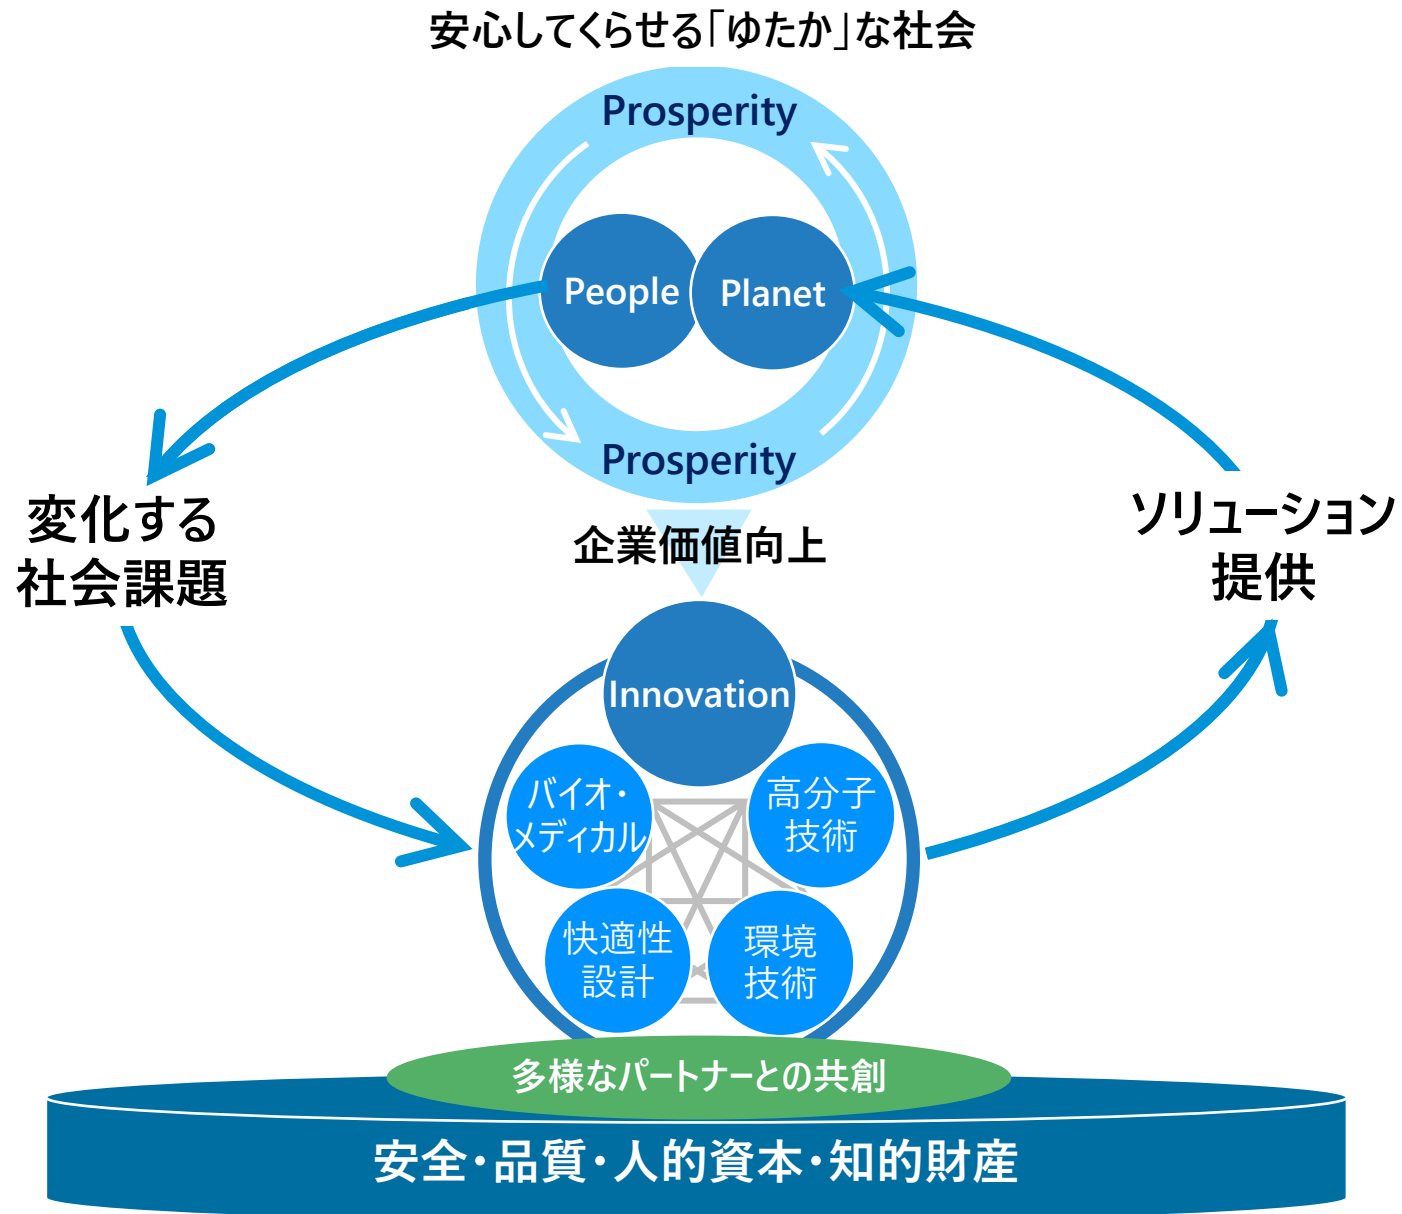 安心してくらせる「ゆたか」な社会
Prosperity
People
Planet
Prosperity
企業価値向上
変化する
社会課題
ソリューション
提供
Innovation
バイオ・
メディカル
高分子
技術
快適性
設計
環境
技術
多様なパートナーとの共創
安全・品質・人的資本・知的財産